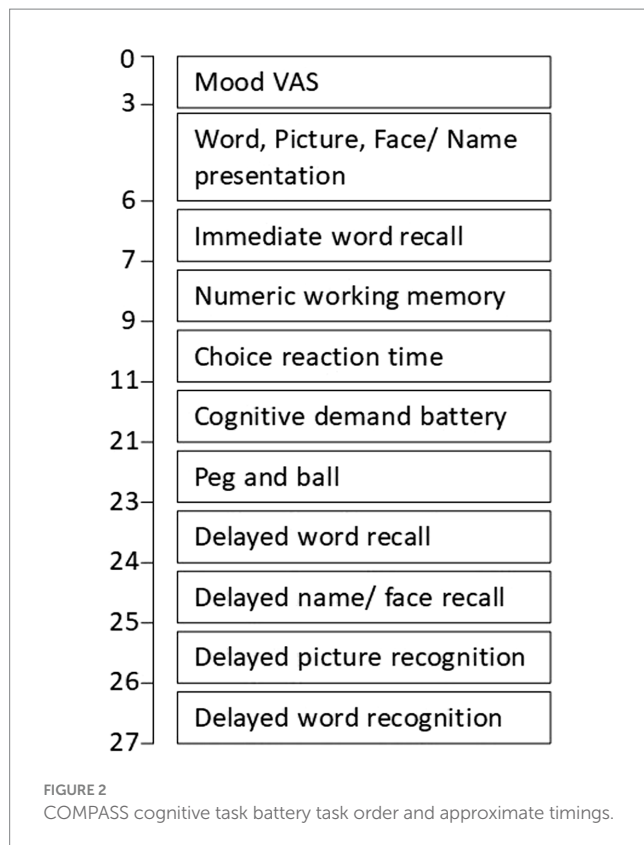 0
Mood VAS
3
Word, Picture, Face/ Name
presentation
6
Immediate word recall
7
Numeric working memory
9
Choice reaction time
11
Cognitive demand battery
21
Peg and ball
23
Delayed word recall
24
Delayed name/ face recall
25
Delayed picture recognition
26
Delayed word recognition
27
FIGURE 2
COMPASS cognitive task battery task order and approximate timings.